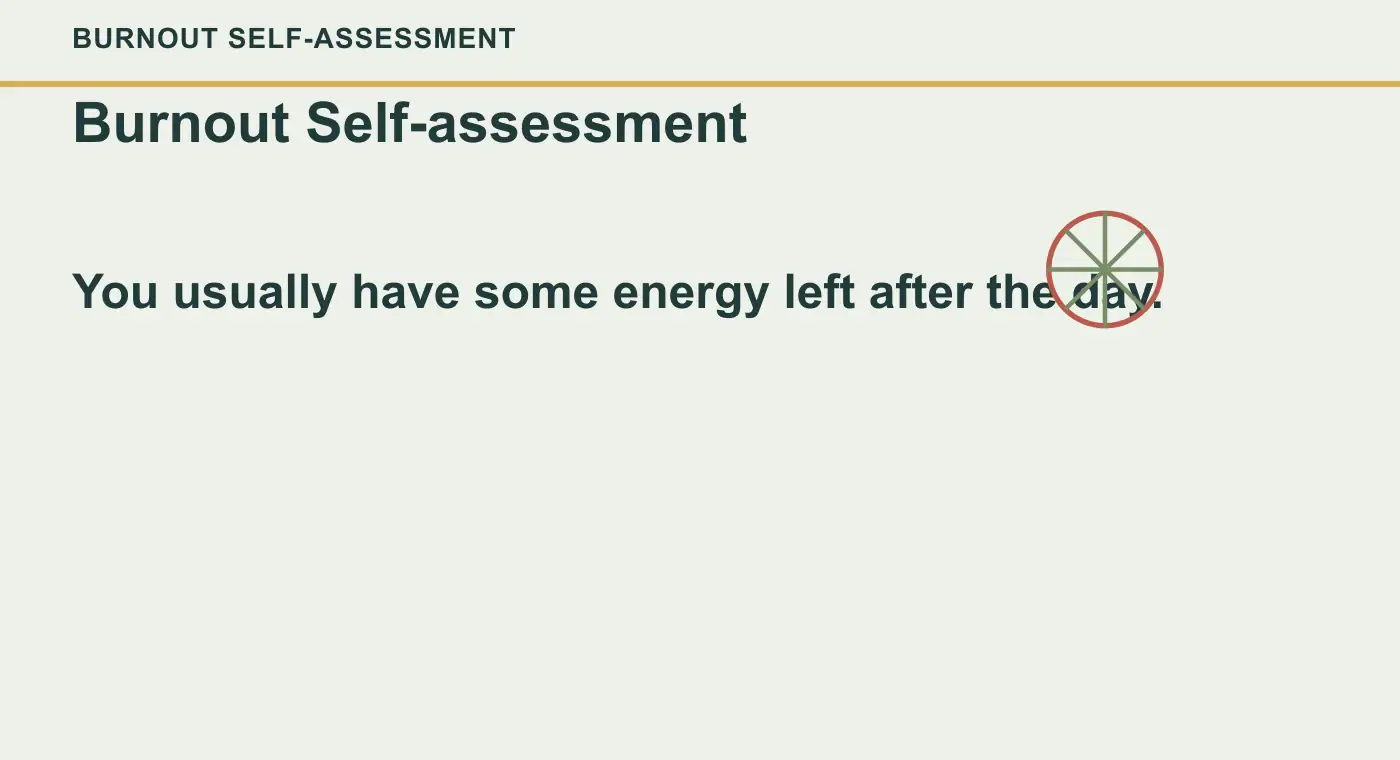 BURNOUT SELF-ASSESSMENT
Burnout Self-assessment
You usually have some energy left after the day.